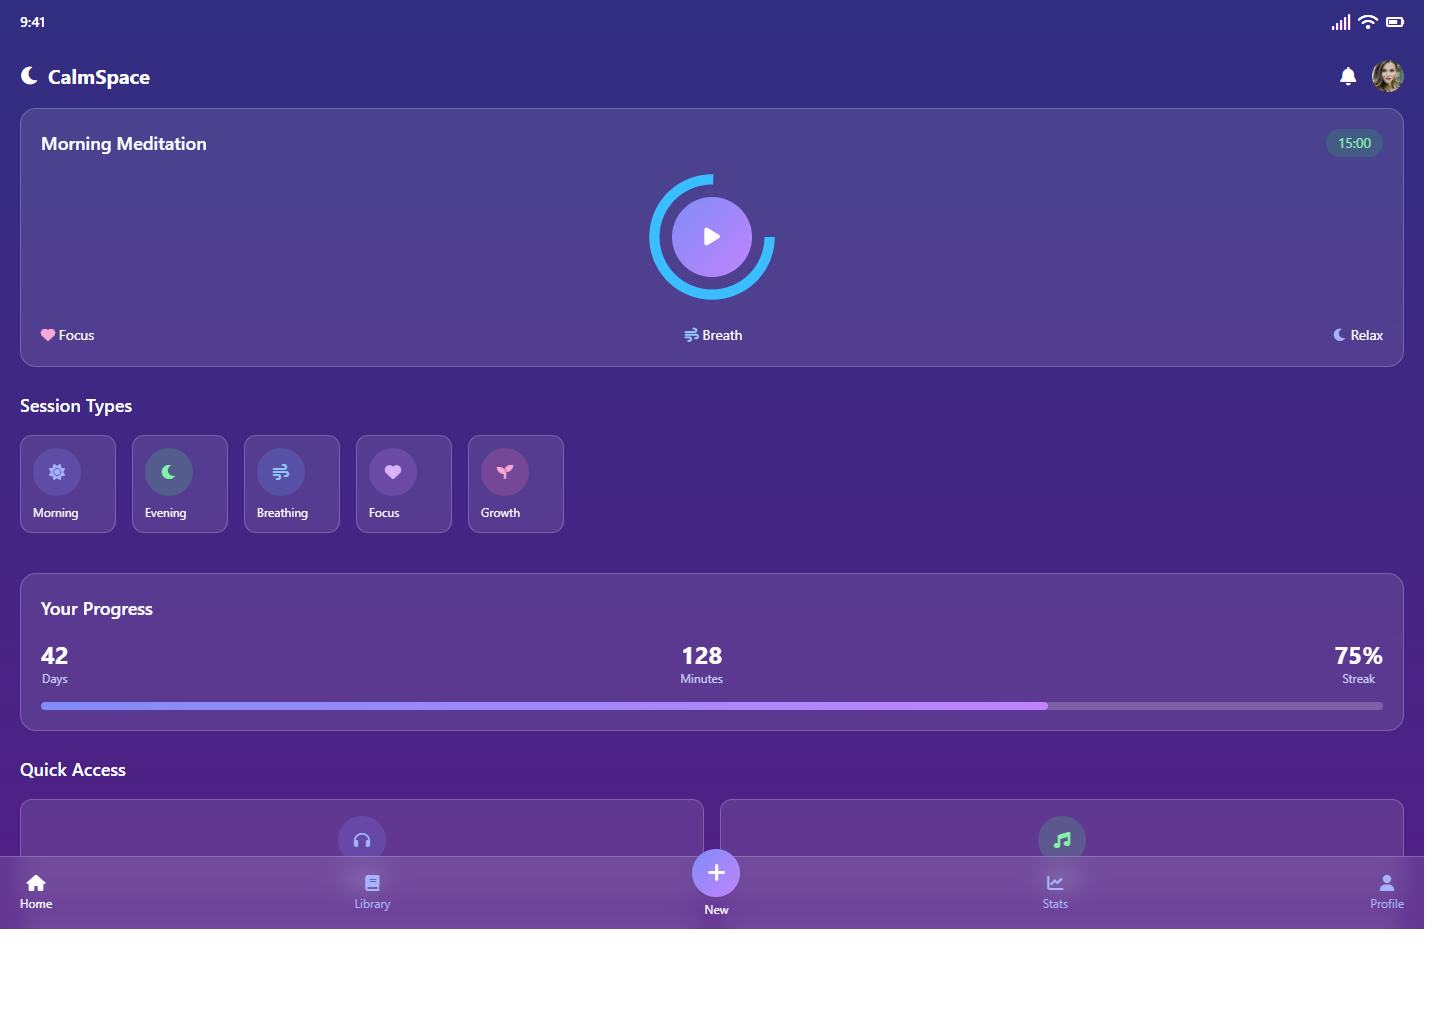 9:41
CalmSpace
Morning Meditation
15:00
Focus
Breath
Relax
Session Types
Morning
Evening
Breathing
Focus
Growth
Your Progress
42
Days
128
Minutes
75%
Streak
Quick Access
Home
Library
New
Stats
Profile